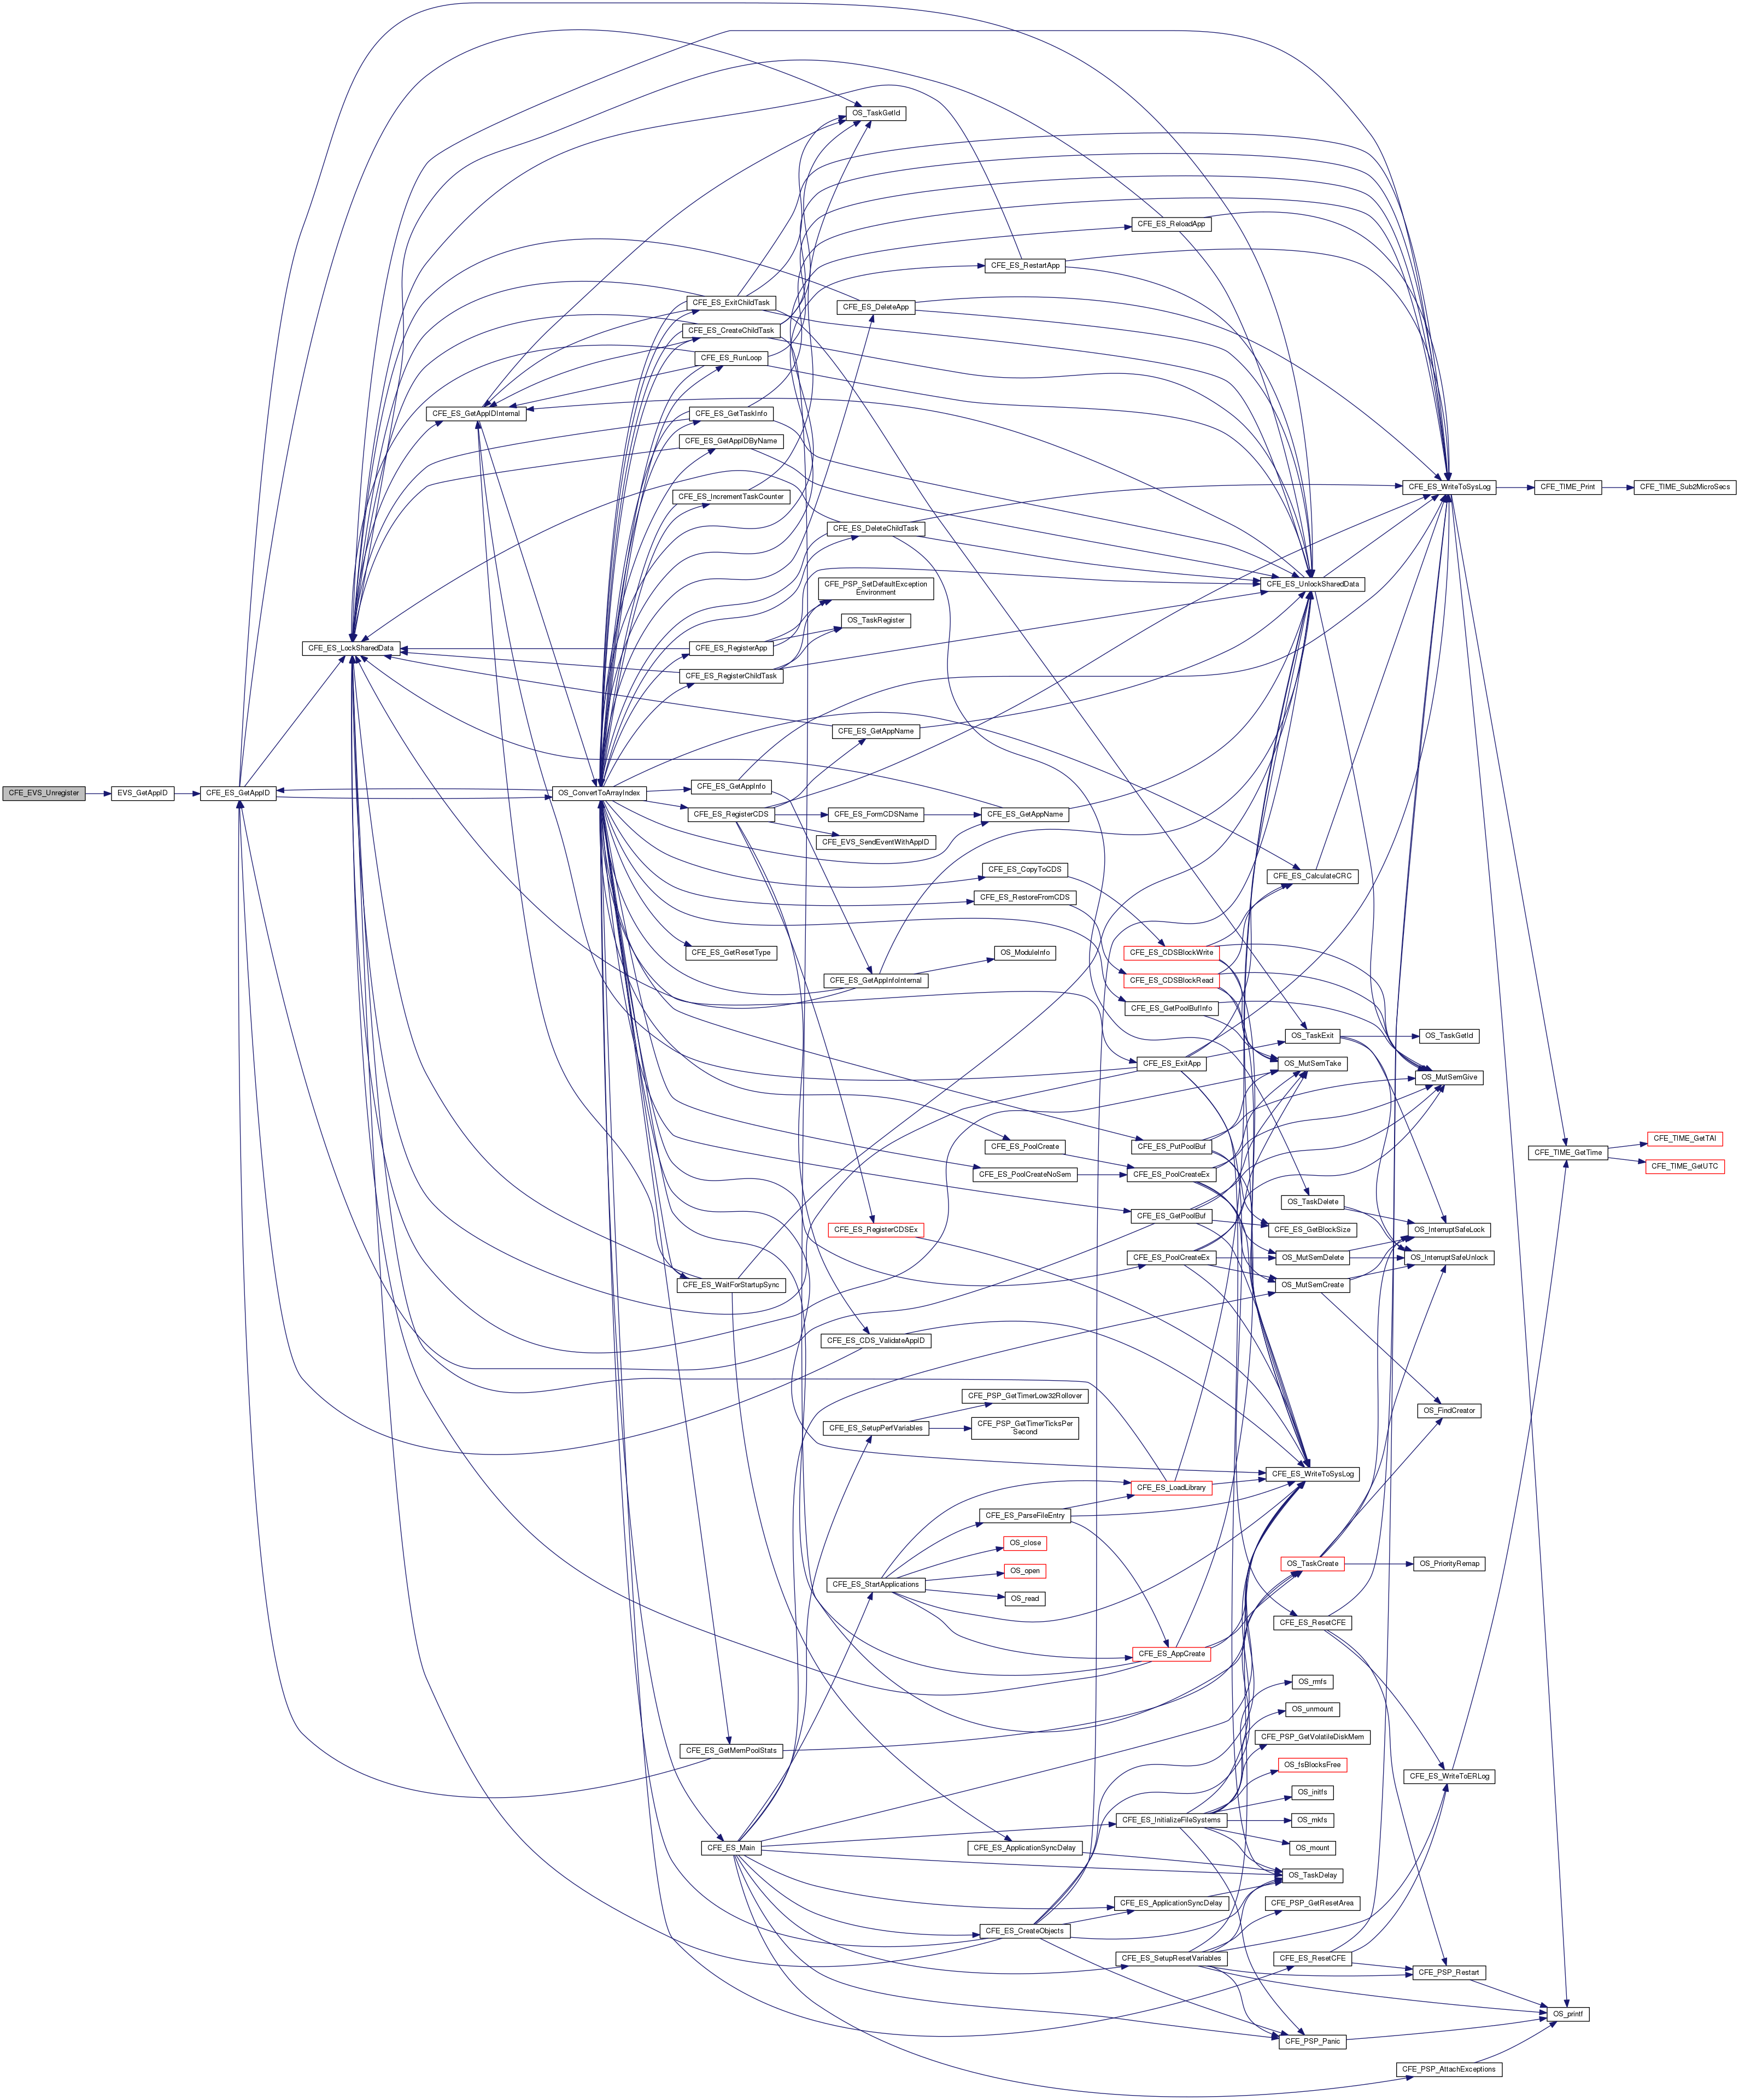 OS_TaskGetId
CFE_ES_ReloadApp
CFE_ES_RestartApp
CFE_ES_ExitChildTask
CFE_ES_DeleteApp
CFE_ES_CreateChildTask
CFE_ES_RunLoop
CFE_ES_GetAppIDInternal
CFE_ES_GetTaskInfo
CFE_ES_GetAppIDByName
CFE_ES_WriteToSysLog
CFE_TIME_Print
CFE_TIME_Sub2MicroSecs
CFE_ES_IncrementTaskCounter
CFE_ES_DeleteChildTask
CFE_ES_UnlockSharedData
CFE_PSP_SetDefaultException
Environment
OS_TaskRegister
CFE_ES_LockSharedData
CFE_ES_RegisterApp
CFE_ES_RegisterChildTask
CFE_ES_GetAppName
CFE_EVS_Unregister
EVS_GetAppID
CFE_ES_GetAppID
OS_ConvertToArrayIndex
CFE_ES_GetAppInfo
CFE_ES_RegisterCDS
CFE_ES_FormCDSName
CFE_ES_GetAppName
CFE_EVS_SendEventWithAppID
CFE_ES_CopyToCDS
CFE_ES_CalculateCRC
CFE_ES_RestoreFromCDS
CFE_ES_GetResetType
OS_ModuleInfo
CFE_ES_CDSBlockWrite
CFE_ES_GetAppInfoInternal
CFE_ES_CDSBlockRead
CFE_ES_GetPoolBufInfo
OS_TaskExit
OS_TaskGetId
CFE_ES_ExitApp
OS_MutSemTake
OS_MutSemGive
CFE_ES_PoolCreate
CFE_ES_PutPoolBuf
CFE_TIME_GetTime
CFE_TIME_GetTAI
CFE_TIME_GetUTC
CFE_ES_PoolCreateNoSem
CFE_ES_PoolCreateEx
OS_TaskDelete
CFE_ES_GetPoolBuf
CFE_ES_GetBlockSize
OS_InterruptSafeLock
CFE_ES_RegisterCDSEx
CFE_ES_PoolCreateEx
OS_MutSemDelete
OS_InterruptSafeUnlock
CFE_ES_WaitForStartupSync
OS_MutSemCreate
CFE_ES_CDS_ValidateAppID
CFE_PSP_GetTimerLow32Rollover
CFE_ES_SetupPerfVariables
CFE_PSP_GetTimerTicksPer
Second
OS_FindCreator
CFE_ES_WriteToSysLog
CFE_ES_LoadLibrary
CFE_ES_ParseFileEntry
OS_close
OS_open
OS_TaskCreate
OS_PriorityRemap
CFE_ES_StartApplications
OS_read
CFE_ES_ResetCFE
CFE_ES_AppCreate
OS_rmfs
OS_unmount
CFE_PSP_GetVolatileDiskMem
CFE_ES_GetMemPoolStats
OS_fsBlocksFree
CFE_ES_WriteToERLog
OS_initfs
CFE_ES_InitializeFileSystems
OS_mkfs
CFE_ES_Main
CFE_ES_ApplicationSyncDelay
OS_mount
OS_TaskDelay
CFE_ES_ApplicationSyncDelay
CFE_PSP_GetResetArea
CFE_ES_CreateObjects
CFE_ES_SetupResetVariables
CFE_ES_ResetCFE
CFE_PSP_Restart
OS_printf
CFE_PSP_Panic
CFE_PSP_AttachExceptions